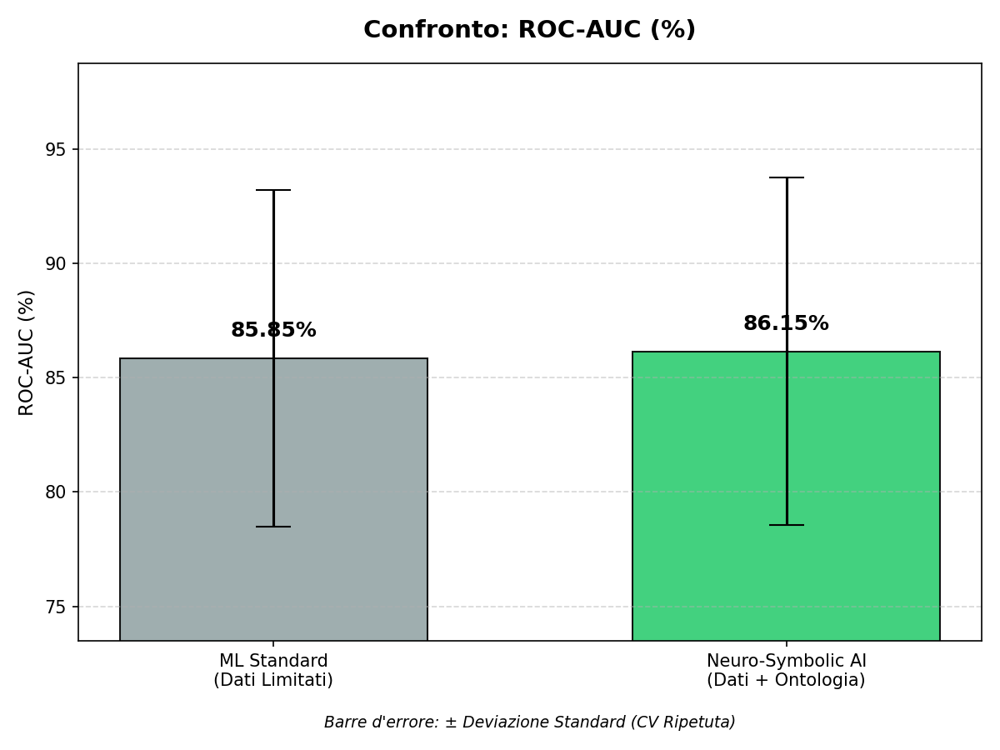 Confronto: ROC-AUC (%)
ROC-AUC (%)
95
90
85
80
75
85.85%
86.15%
ML Standard
(Dati Limitati)
Neuro-Symbolic AI
(Dati + Ontologia)
Barre d'errore: ± Deviazione Standard (CV Ripetuta)